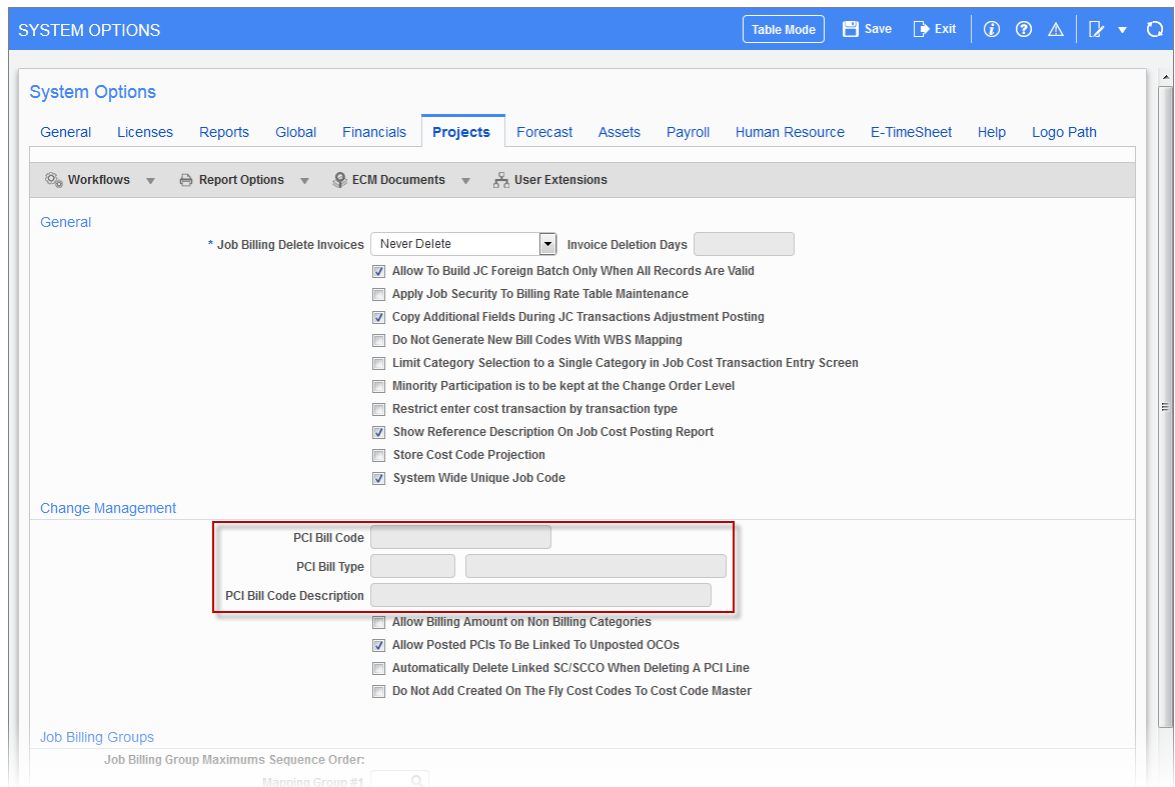 SYSTEM OPTIONS Table Mode Save Exit
System Options
General Licenses Reports Global Financials Projects Forecast Assets Payroll Human Resource E-TimeSheet Help Logo Path
Workflows Report Options ECM Documents User Extensions
General
* Job Billing Delete Invoices Never Delete Invoice Deletion Days
Allow To Build JC Foreign Batch Only When All Records Are Valid
Apply Job Security To Billing Rate Table Maintenance
Copy Additional Fields During JC Transactions Adjustment Posting
Do Not Generate New Bill Codes With WBS Mapping
Limit Category Selection to a Single Category in Job Cost Transaction Entry Screen
Minority Participation is to be kept at the Change Order Level
Restrict enter cost transaction by transaction type
Show Reference Description On Job Cost Posting Report
Store Cost Code Projection
System Wide Unique Job Code
Change Management
PCI Bill Code
PCI Bill Type
PCI Bill Code Description
Allow Billing Amount on Non Billing Categories
Allow Posted PCIs To Be Linked To Unposted OCOs
Automatically Delete Linked SC/SCCO When Deleting A PCI Line
Do Not Add Created On The Fly Cost Codes To Cost Code Master
Job Billing Groups
Job Billing Group Maximums Sequence Order:
Mapping Group #1